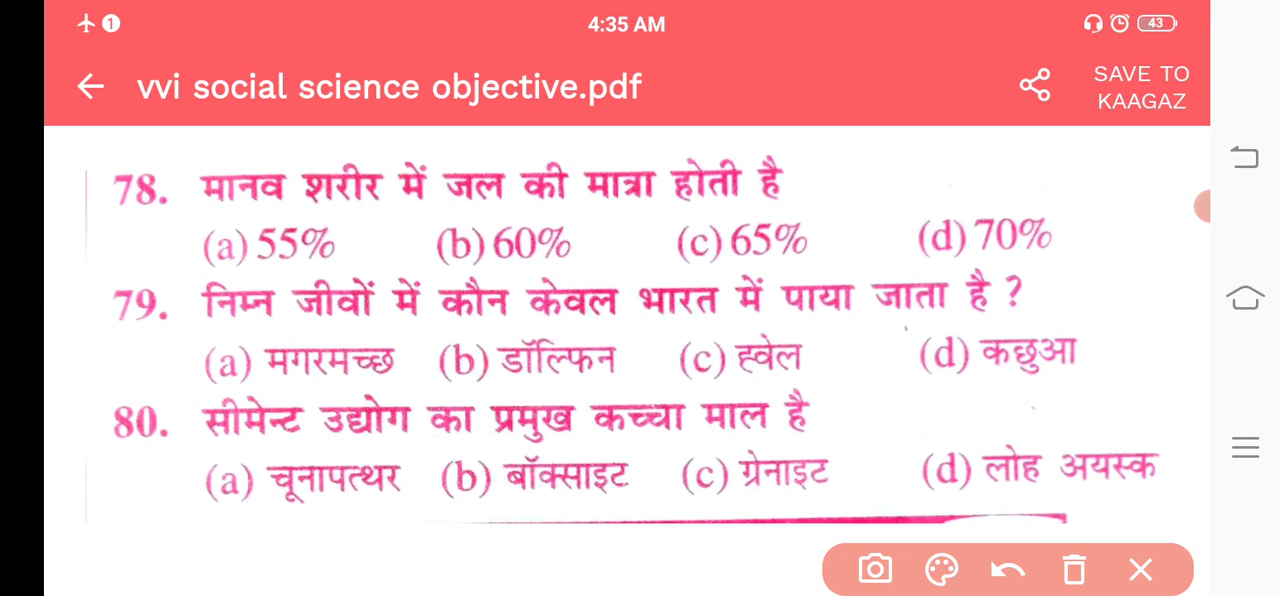 1 4:35 AM 43
vvi social science objective.pdf SAVE TO KAAGAZ
78. मानव शरीर में जल की मात्रा होती है
(a) 55% (b) 60% (c) 65% (d) 70%
79. निम्न जीवों में कौन केवल भारत में पाया जाता है ?
(a) मगरमच्छ (b) डॉल्फिन (c) ह्वेल (d) कछुआ
80. सीमेन्ट उद्योग का प्रमुख कच्चा माल है
(a) चूनापत्थर (b) बॉक्साइट (c) ग्रेनाइट (d) लोह अयस्क